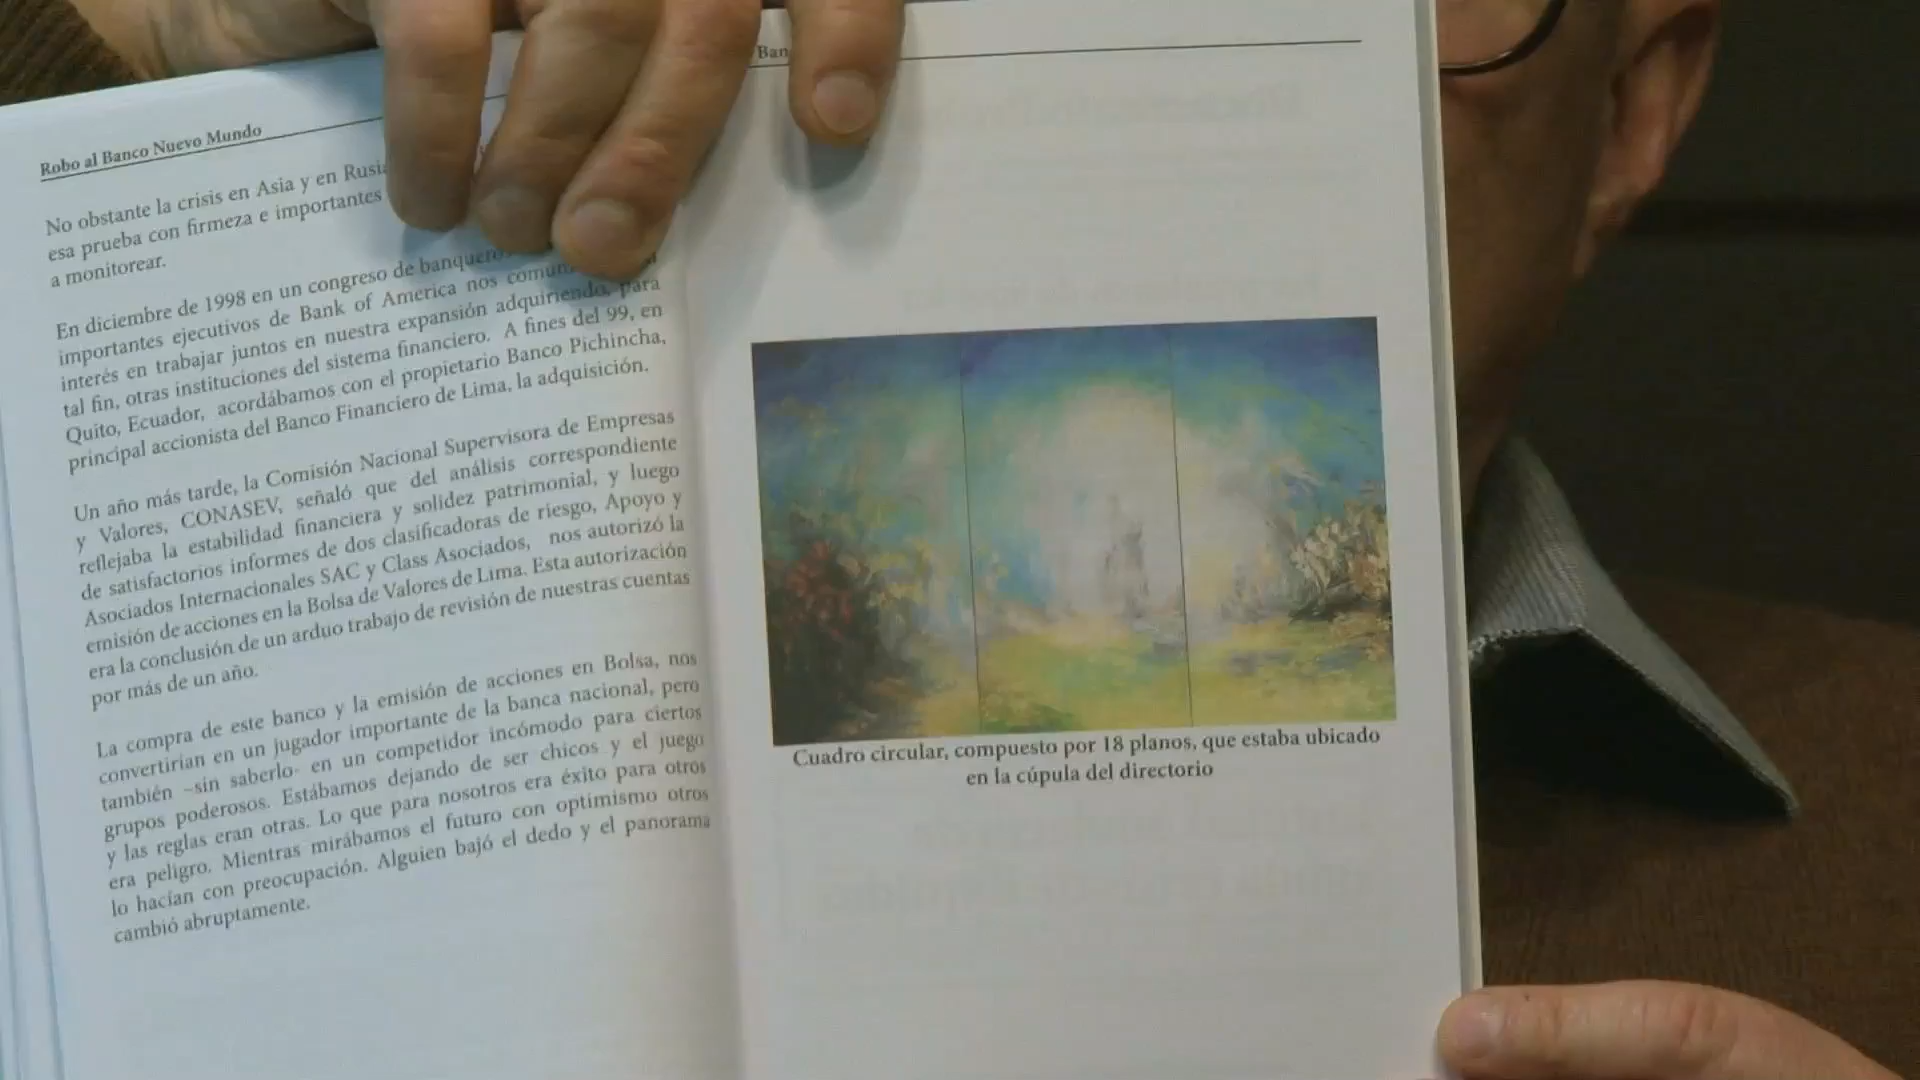 Robo al Banco Nuevo Mundo
No obstante la crisis en Asia y en Rusia
esa prueba con firmeza e importantes
a monitorear.
En diciembre de 1998 en un congreso de banqueros
importantes ejecutivos de Bank of America nos
interés en trabajar juntos en nuestra expansión adquiriendo, para
tal fin, otras instituciones del sistema financiero. A fines del 99, en
Quito, Ecuador, acordábamos con el propietario Banco Pichincha,
principal accionista del Banco Financiero de Lima, la adquisición.
Un año más tarde, la Comisión Nacional Supervisora de Empresas
y Valores, CONASEV, señaló que del análisis correspondiente
reflejaba la estabilidad financiera y solidez patrimonial, y luego
de satisfactorios informes de dos clasificadoras de riesgo, Apoyo y
Asociados Internacionales SAC y Class Asociados, nos autorizó la
emisión de acciones en la Bolsa de Valores de Lima. Esta autorización
era la conclusión de un arduo trabajo de revisión de nuestras cuentas
por más de un año.
La compra de este banco y la emisión de acciones en Bolsa, nos
convertirían en un jugador importante de la banca nacional, pero
también –sin saberlo- en un competidor incómodo para ciertos
grupos poderosos. Estábamos dejando de ser chicos y el juego
y las reglas eran otras. Lo que para nosotros era éxito para otros
era peligro. Mientras mirábamos el futuro con optimismo otros
lo hacían con preocupación. Alguien bajó el dedo y el panorama
cambió abruptamente.
Ban
Cuadro circular, compuesto por 18 planos, que estaba ubicado
en la cúpula del directorio